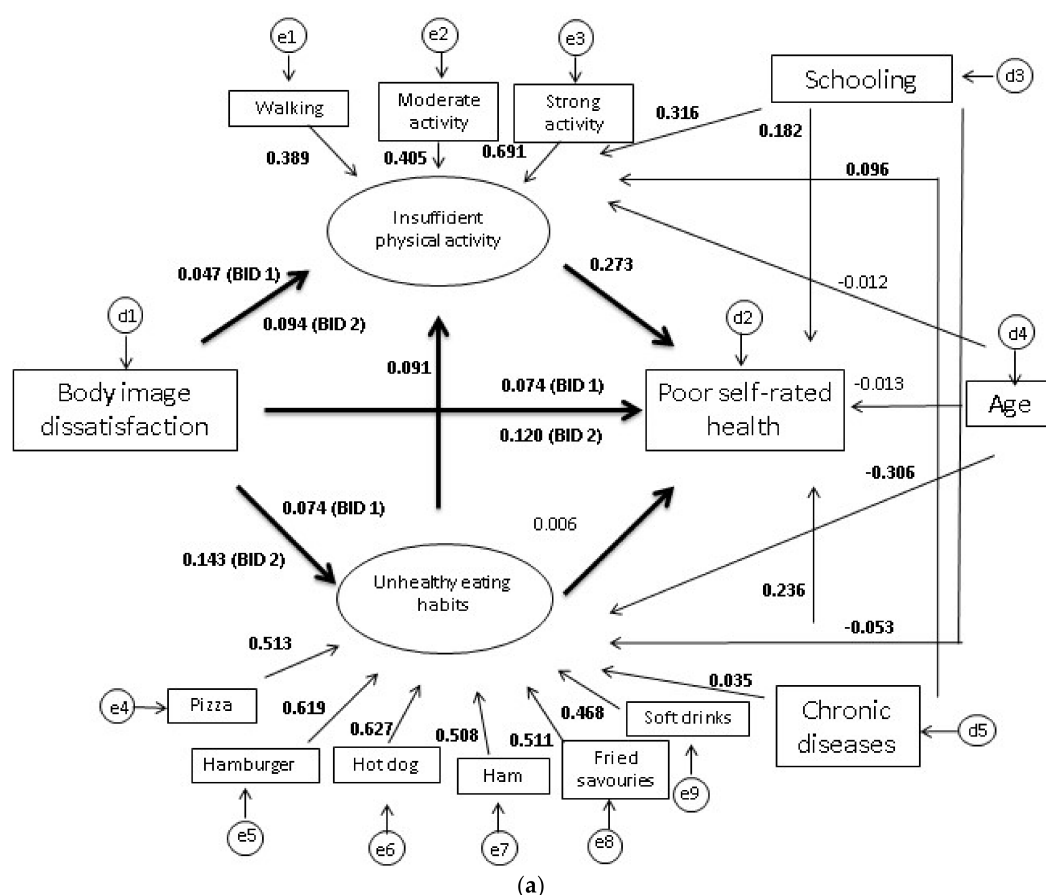 e1
e2
e3
d3
Walking
Moderate
activity
Strong
activity
Schooling
0.389
0.405
0.691
0.316
0.182
0.096
Insufficient
physical activity
0.047 (BID 1)
0.094 (BID 2)
0.273
-0.012
d1
d2
d4
Body image
dissatisfaction
0.091
0.074 (BID 1)
0.120 (BID 2)
Poor self-rated
health
-0.013
Age
-0.306
0.074 (BID 1)
0.143 (BID 2)
0.006
Unhealthy eating
habits
0.236
-0.053
0.513
0.035
e4
Pizza
0.619
0.627
0.508
0.511
0.468
Soft drinks
Chronic
diseases
d5
Hamburger
Hot dog
Ham
Fried
savouries
e9
e5
e6
e7
e8
(a)